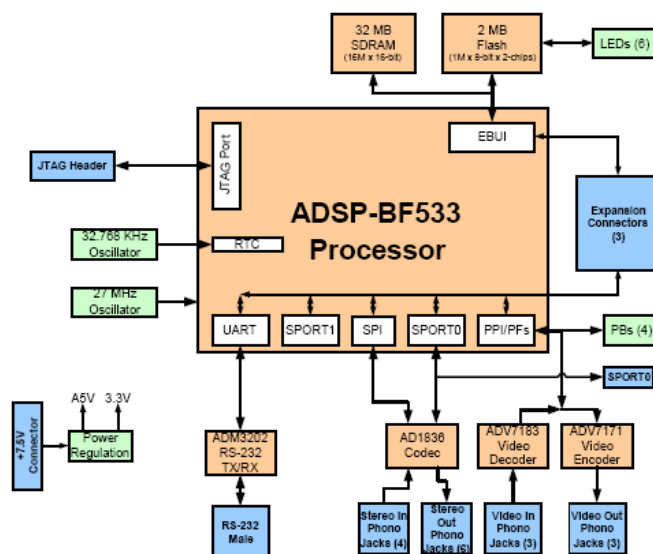 32 MB
SDRAM
(16M x 16-bit)
2 MB
Flash
(1M x 8-bit x 2-chips)
LEDs (6)
EBUI
JTAG Header
JTAG Port
ADSP-BF533
Processor
Expansion
Connectors
(3)
32.768 KHz
Oscillator
RTC
27 MHz
Oscillator
UART
SPORT1
SPI
SPORT0
PPI/PFs
PBs (4)
SPORT0
A5V
3.3V
+7.5V
Connector
Power
Regulation
ADM3202
RS-232
TX/RX
AD1836
Codec
ADV7183
Video
Decoder
ADV7171
Video
Encoder
RS-232
Male
Stereo In
Phono
Jacks (4)
Stereo
Out
Phono
Jacks (6)
Video In
Phono
Jacks (3)
Video Out
Phono
Jacks (3)